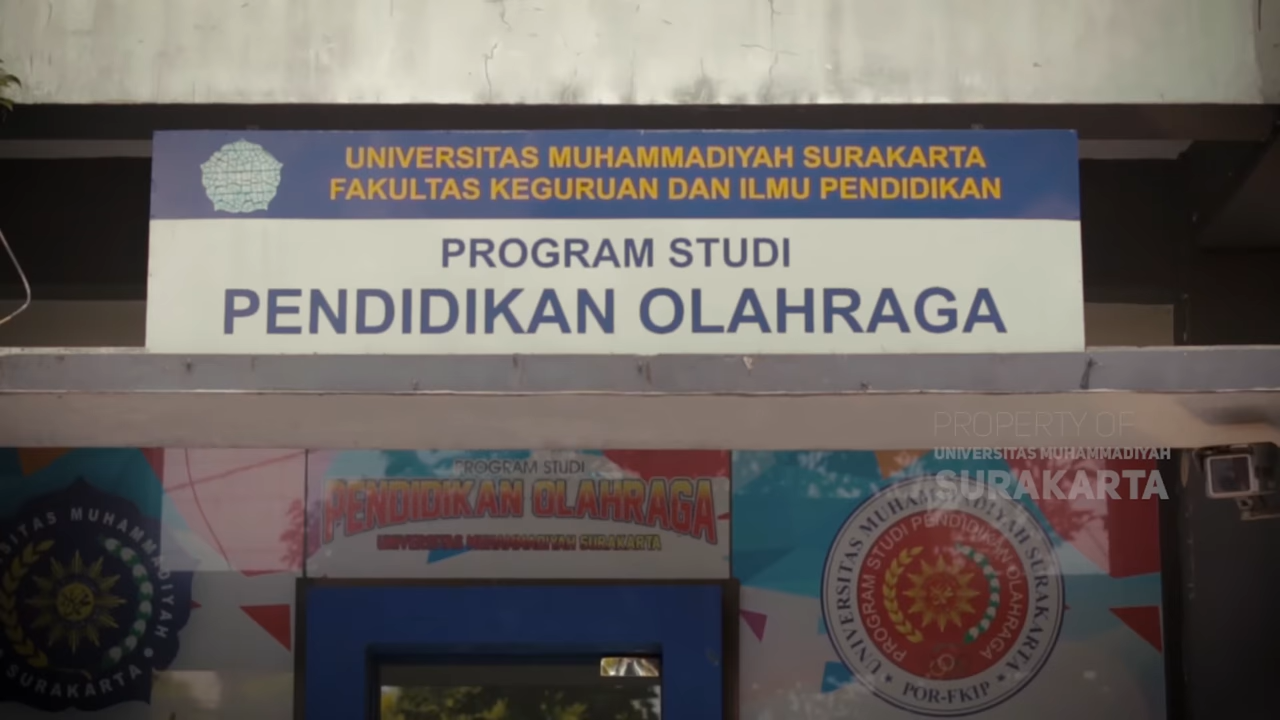 UNIVERSITAS MUHAMMADIYAH SURAKARTA
FAKULTAS KEGURUAN DAN ILMU PENDIDIKAN
PROGRAM STUDI
PENDIDIKAN OLAHRAGA
PROPERTY OF
UNIVERSITAS MUHAMMADIYAH
SURAKARTA
PROGRAM STUDI
PENDIDIKAN OLAHRAGA
UNIVERSITAS MUHAMMADIYAH SURAKARTA
MUHAMMADIYAH
SURAKARTA
UNIVERSITAS MUHAMMADIYAH SURAKARTA
PROGRAM STUDI PENDIDIKAN OLAHRAGA
POR-FKIP